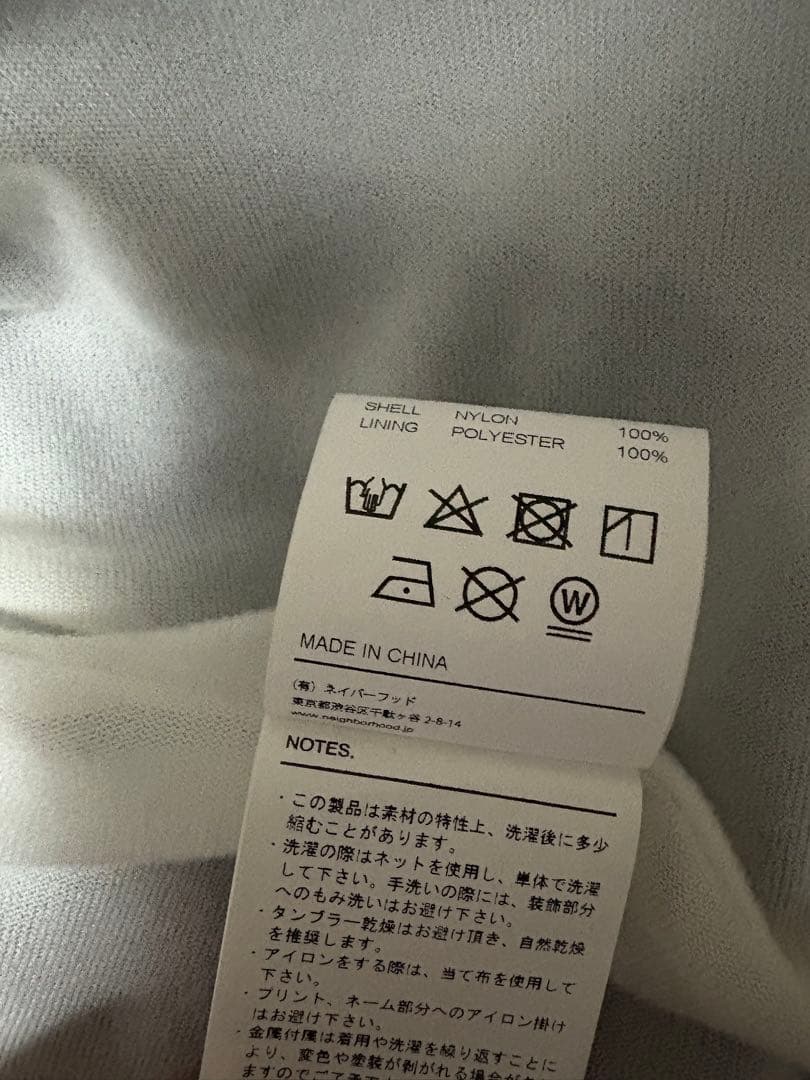 SHELL NYLON 100%
LINING POLYESTER 100%
W
MADE IN CHINA
(有) ネイバーフッド
東京都渋谷区千駄ヶ谷 2-8-14
www.neighborhood.jp
NOTES.
・この製品は素材の特性上、洗濯後に多少
縮むことがあります。
・洗濯の際はネットを使用し、単体で洗濯
して下さい。手洗いの際には、装飾部分
へのもみ洗いはお避け下さい。
・タンブラー乾燥はお避け頂き、自然乾燥
を推奨します。
・アイロンをする際は、当て布を使用して
下さい。
・プリント、ネーム部分へのアイロン掛け
はお避け下さい。
・金属付属は着用や洗濯を繰り返すことに
より、変色や塗装が剥がれる場合が
ますのでご了承下